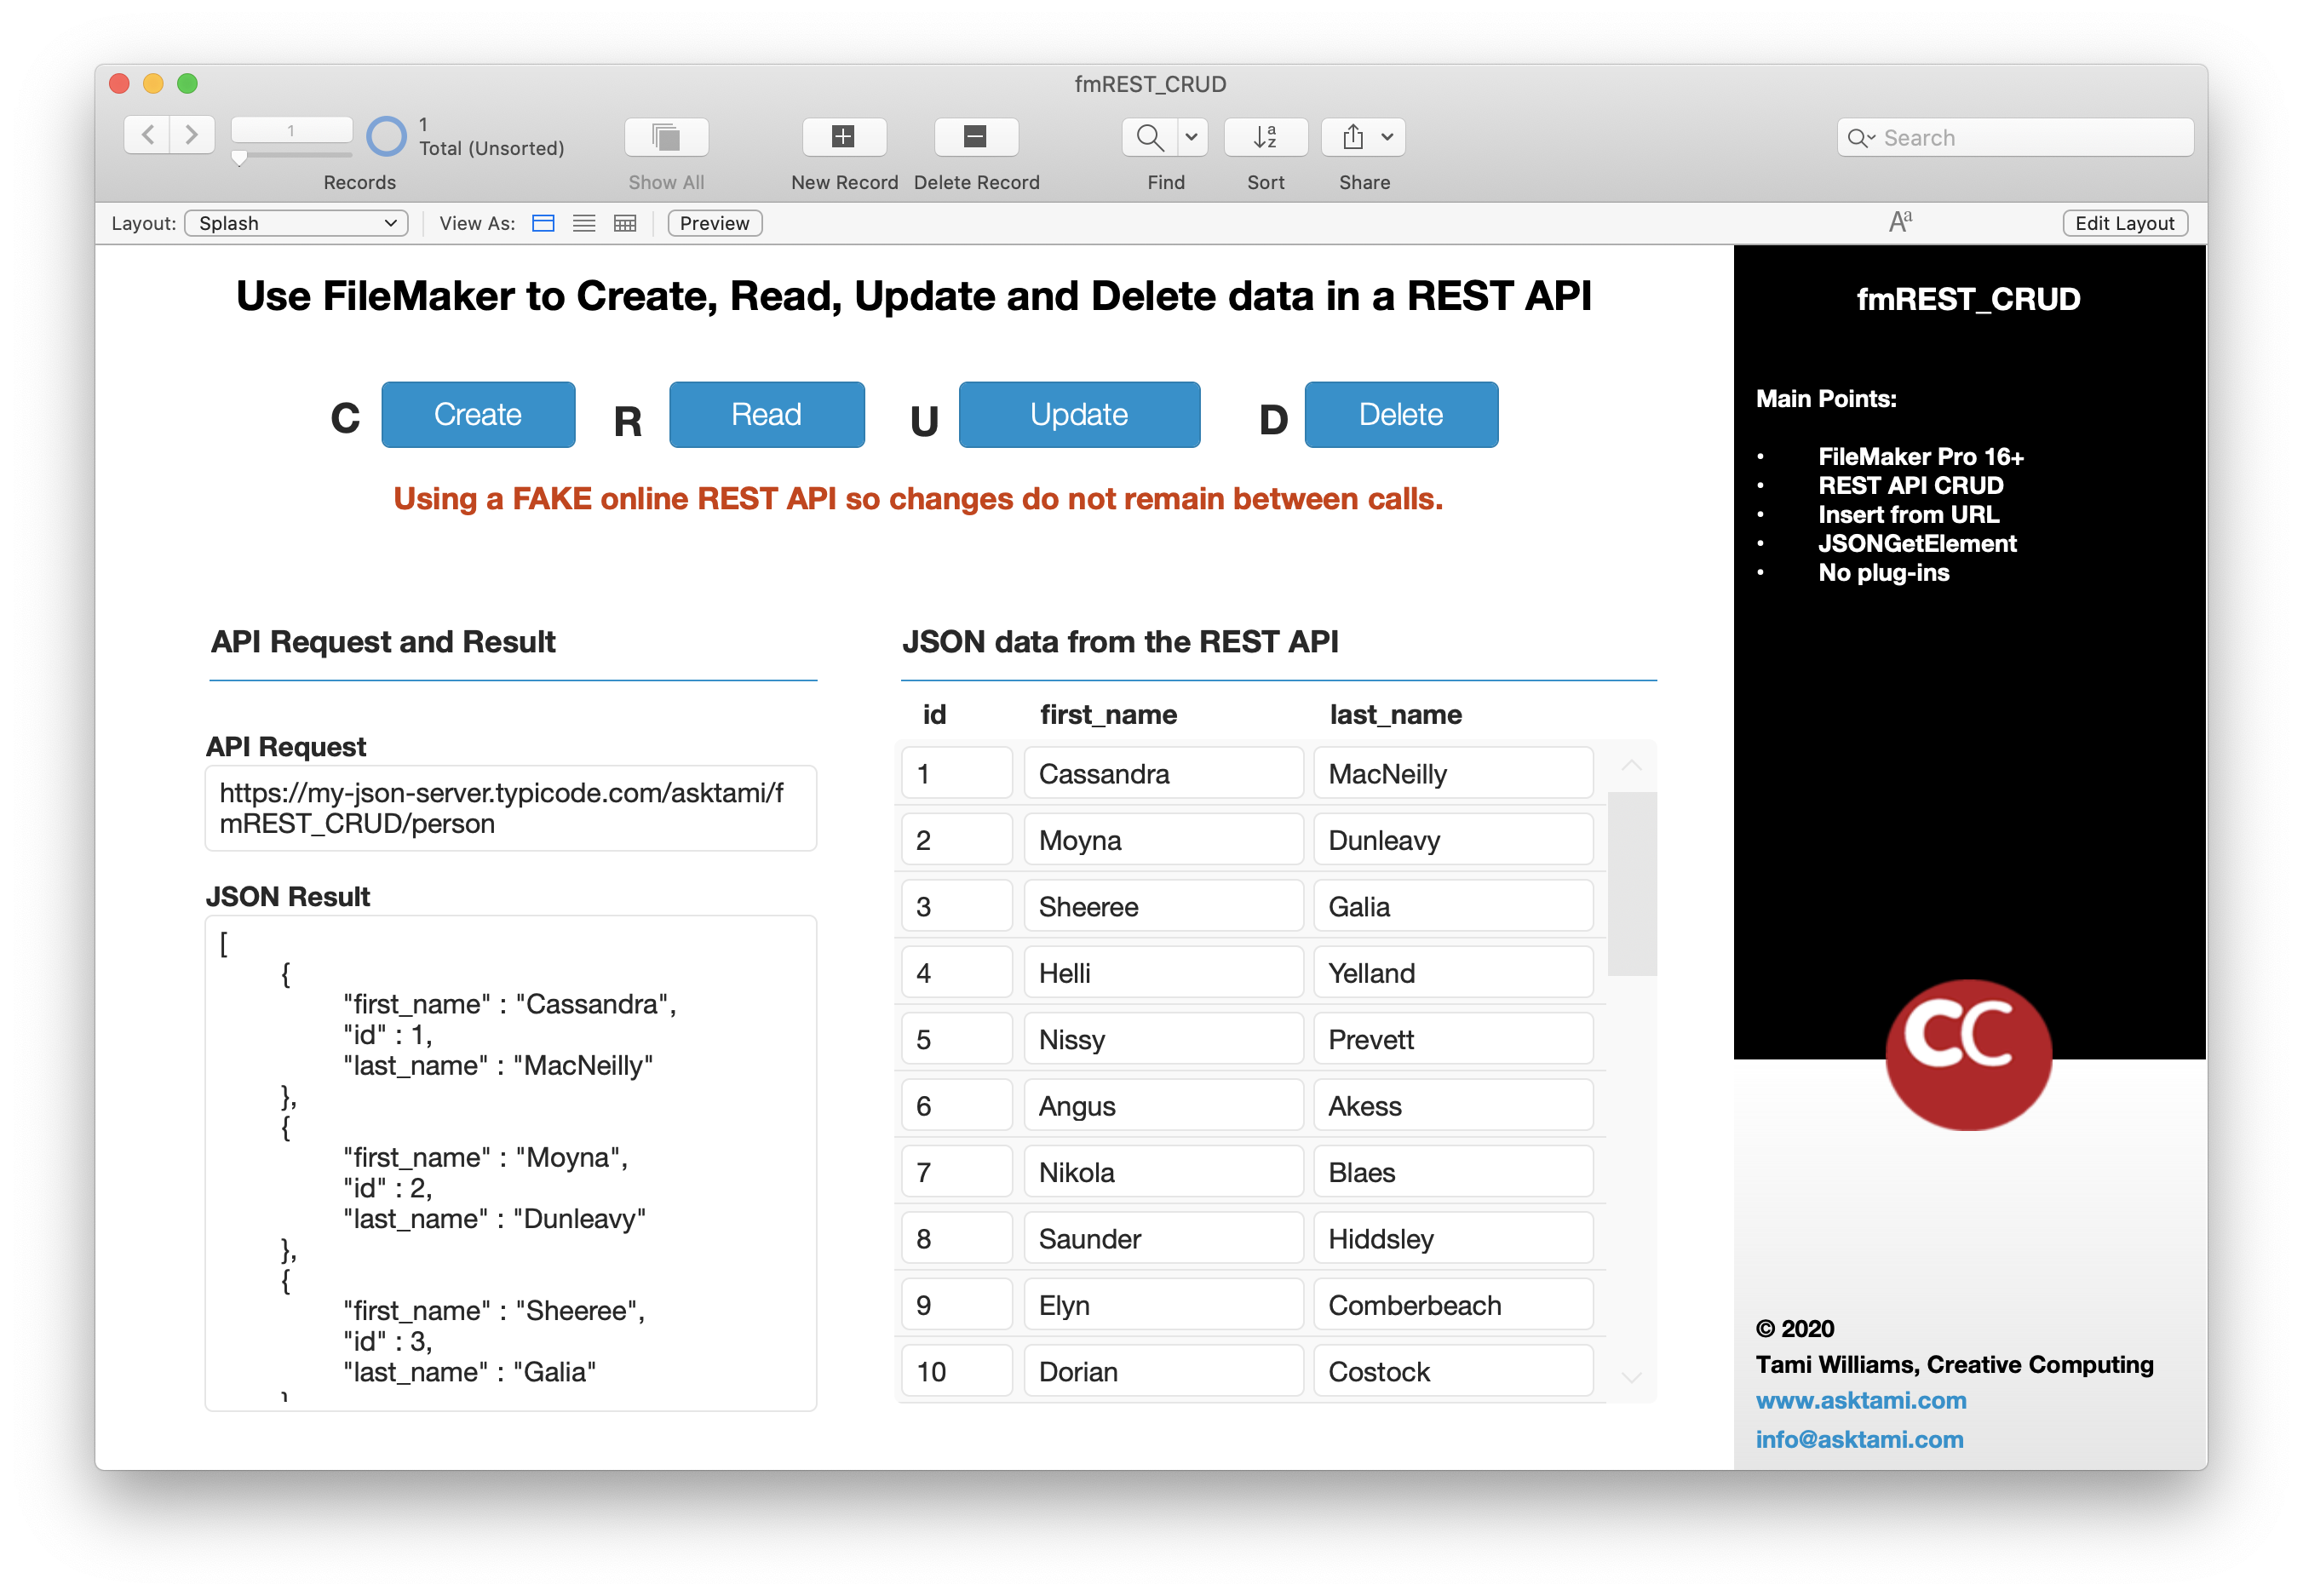 fmREST_CRUD
1
1
Total (Unsorted)
Records
Show All
New Record
Delete Record
Find
Sort
Share
Search
Layout: Splash
View As:
Preview
Aa
Edit Layout
Use FileMaker to Create, Read, Update and Delete data in a REST API
C Create R Read U Update D Delete
Using a FAKE online REST API so changes do not remain between calls.
API Request and Result
API Request
https://my-json-server.typicode.com/asktami/f
mREST_CRUD/person
JSON Result
[
{
"first_name" : "Cassandra",
"id" : 1,
"last_name" : "MacNeilly"
},
{
"first_name" : "Moyna",
"id" : 2,
"last_name" : "Dunleavy"
},
{
"first_name" : "Sheeree",
"id" : 3,
"last_name" : "Galia"
}
JSON data from the REST API
id first_name last_name
1 Cassandra MacNeilly
2 Moyna Dunleavy
3 Sheeree Galia
4 Helli Yelland
5 Nissy Prevett
6 Angus Akess
7 Nikola Blaes
8 Saunder Hiddsley
9 Elyn Comberbeach
10 Dorian Costock
fmREST_CRUD
Main Points:
• FileMaker Pro 16+
• REST API CRUD
• Insert from URL
• JSONGetElement
• No plug-ins
CC
© 2020
Tami Williams, Creative Computing
www.asktami.com
info@asktami.com